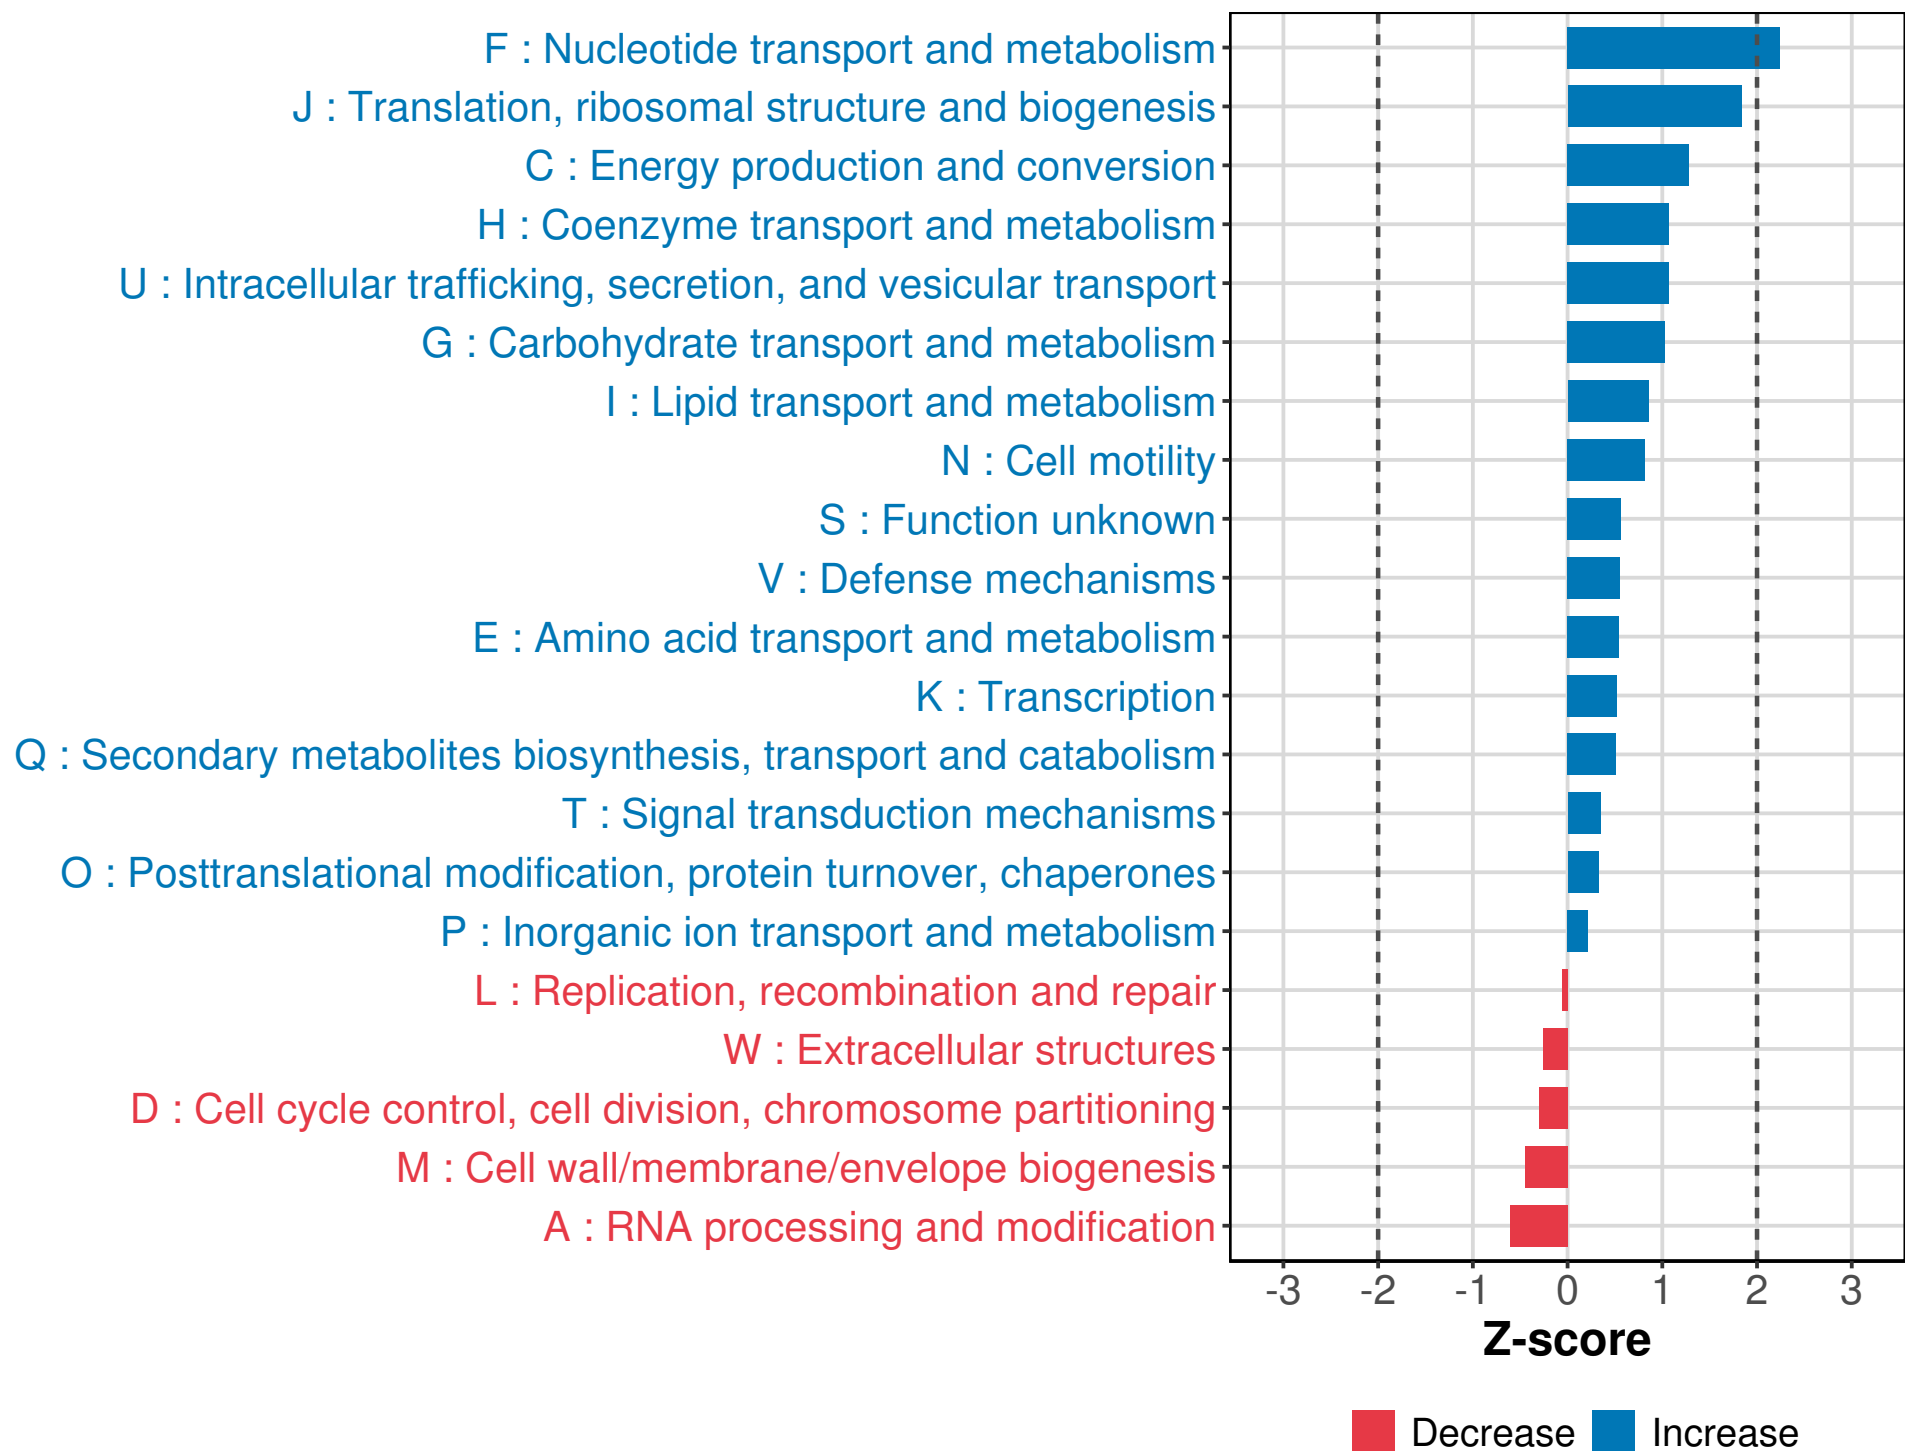 F : Nucleotide transport and metabolism
J : Translation, ribosomal structure and biogenesis
C : Energy production and conversion
H : Coenzyme transport and metabolism
U : Intracellular trafficking, secretion, and vesicular transport
G : Carbohydrate transport and metabolism
I : Lipid transport and metabolism
N : Cell motility
S : Function unknown
V : Defense mechanisms
E : Amino acid transport and metabolism
K : Transcription
Q : Secondary metabolites biosynthesis, transport and catabolism
T : Signal transduction mechanisms
O : Posttranslational modification, protein turnover, chaperones
P : Inorganic ion transport and metabolism
L : Replication, recombination and repair
W : Extracellular structures
D : Cell cycle control, cell division, chromosome partitioning
M : Cell wall/membrane/envelope biogenesis
A : RNA processing and modification
-3 -2 -1 0 1 2 3
Z-score
Decrease Increase